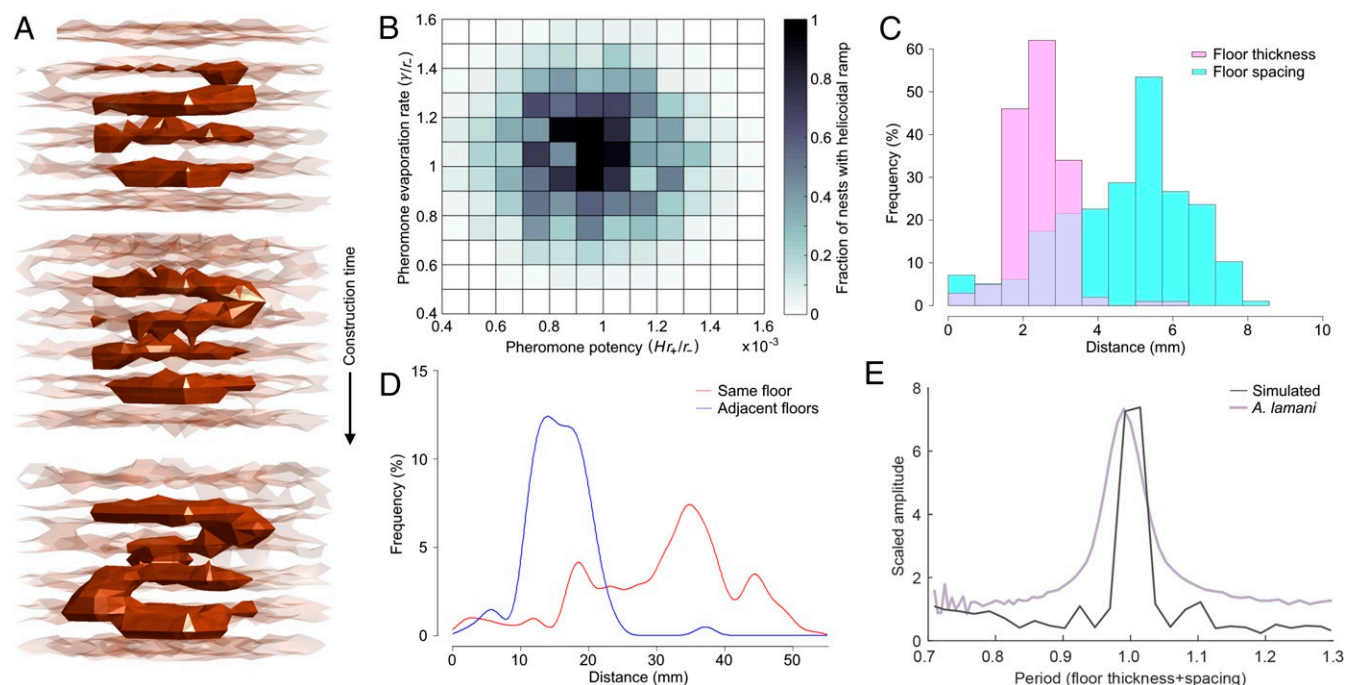 A
Construction time
B
1.6
1.4
1.2
1
0.8
0.6
0.4
Pheromone evaporation rate (γ/r₋)
0.4 0.6 0.8 1 1.2 1.4 1.6
Pheromone potency (Hr₊/r₋) ×10⁻³
1
0.8
0.6
0.4
0.2
0
Fraction of nests with helicoidal ramp
C
Floor thickness
Floor spacing
60
50
40
30
20
10
0
Frequency (%)
0 2 4 6 8 10
Distance (mm)
D
Same floor
Adjacent floors
15
10
5
0
Frequency (%)
0 10 20 30 40 50
Distance (mm)
E
Simulated
A. lamani
8
6
4
2
0
Scaled amplitude
0.7 0.8 0.9 1.0 1.1 1.2 1.3
Period (floor thickness+spacing)